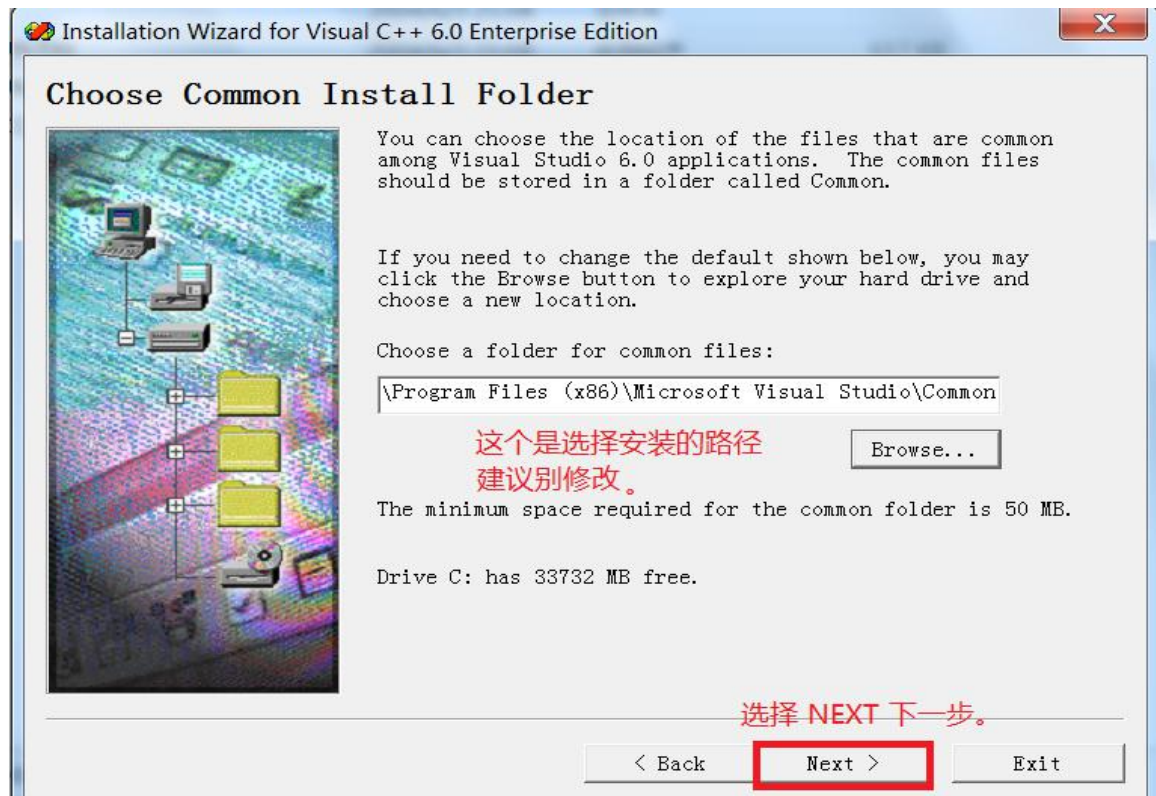 Installation Wizard for Visual C++ 6.0 Enterprise Edition
Choose Common Install Folder
You can choose the location of the files that are common
among Visual Studio 6.0 applications.  The common files
should be stored in a folder called Common.
If you need to change the default shown below, you may
click the Browse button to explore your hard drive and
choose a new location.
Choose a folder for common files:
\Program Files (x86)\Microsoft Visual Studio\Common
这个是选择安装的路径
建议别修改。
Browse...
The minimum space required for the common folder is 50 MB.
Drive C: has 33732 MB free.
选择 NEXT 下一步。
< Back
Next >
Exit